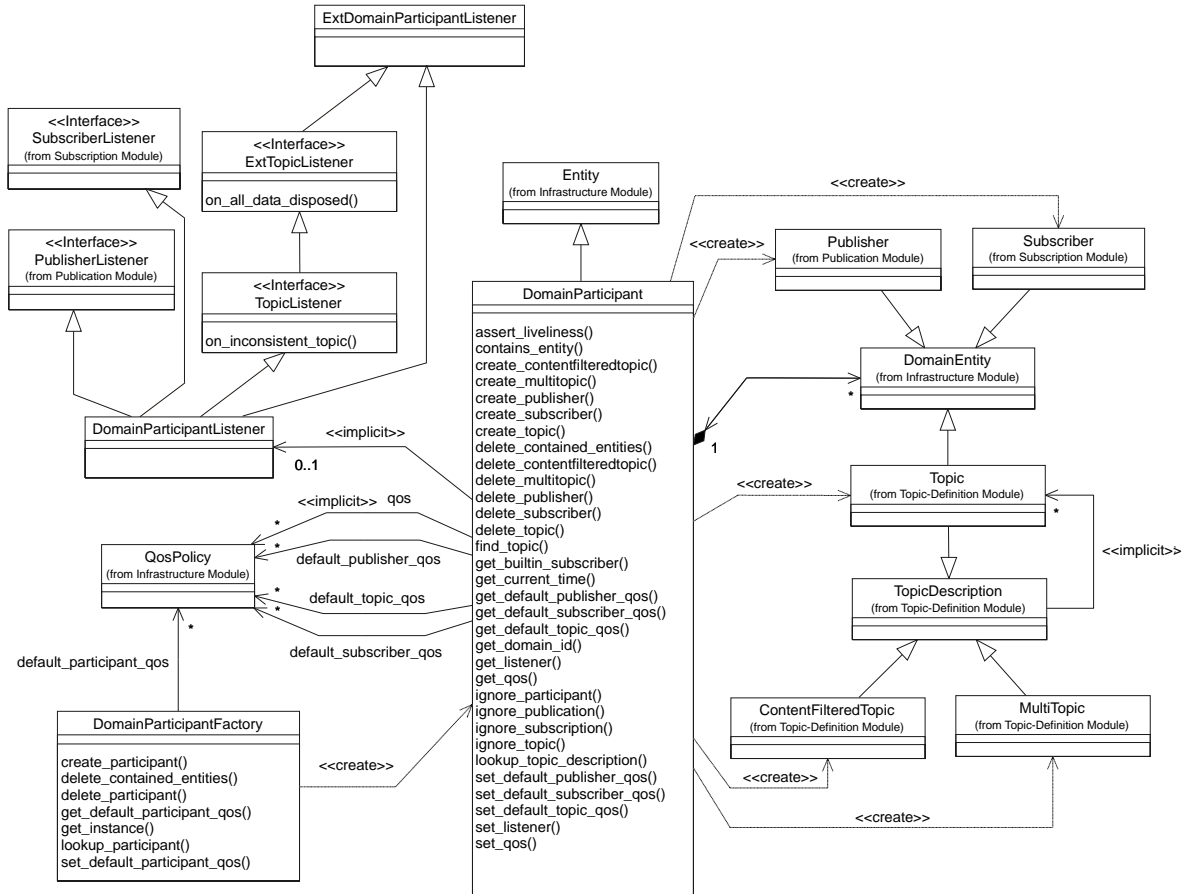 ExtDomainParticipantListener
<<Interface>>
SubscriberListener
(from Subscription Module)
<<Interface>>
ExtTopicListener
on_all_data_disposed()
<<Interface>>
PublisherListener
(from Publication Module)
<<Interface>>
TopicListener
on_inconsistent_topic()
DomainParticipantListener
<<implicit>>
0..1
<<implicit>>
qos
*
*
default_publisher_qos
QosPolicy
(from Infrastructure Module)
*
*
default_topic_qos
default_subscriber_qos
*
default_participant_qos
DomainParticipantFactory
create_participant()
delete_contained_entities()
delete_participant()
get_default_participant_qos()
get_instance()
lookup_participant()
set_default_participant_qos()
<<create>>
Entity
(from Infrastructure Module)
DomainParticipant
assert_liveliness()
contains_entity()
create_contentfilteredtopic()
create_multitopic()
create_publisher()
create_subscriber()
create_topic()
delete_contained_entities()
delete_contentfilteredtopic()
delete_multitopic()
delete_publisher()
delete_subscriber()
delete_topic()
find_topic()
get_builtin_subscriber()
get_current_time()
get_default_publisher_qos()
get_default_subscriber_qos()
get_default_topic_qos()
get_domain_id()
get_listener()
get_qos()
ignore_participant()
ignore_publication()
ignore_subscription()
ignore_topic()
lookup_topic_description()
set_default_publisher_qos()
set_default_subscriber_qos()
set_default_topic_qos()
set_listener()
set_qos()
<<create>>
<<create>>
Publisher
(from Publication Module)
Subscriber
(from Subscription Module)
DomainEntity
(from Infrastructure Module)
*
1
<<create>>
Topic
(from Topic-Definition Module)
*
<<implicit>>
TopicDescription
(from Topic-Definition Module)
ContentFilteredTopic
(from Topic-Definition Module)
MultiTopic
(from Topic-Definition Module)
<<create>>
<<create>>